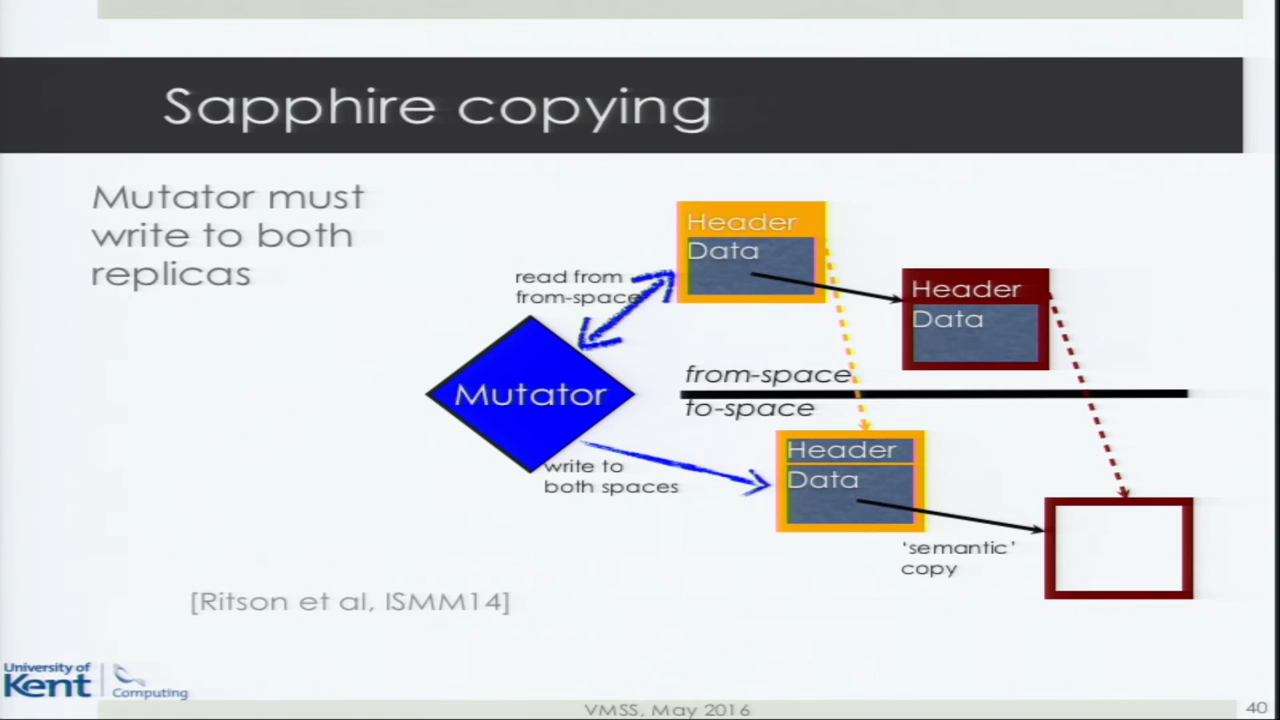 Sapphire copying
Mutator must
write to both
replicas
read from
from-space
Header
Data
Header
Data
Mutator
from-space
to-space
write to
both spaces
Header
Data
'semantic'
copy
[Ritson et al, ISMM14]
University of
Kent
Computing
VMSS, May 2016
40